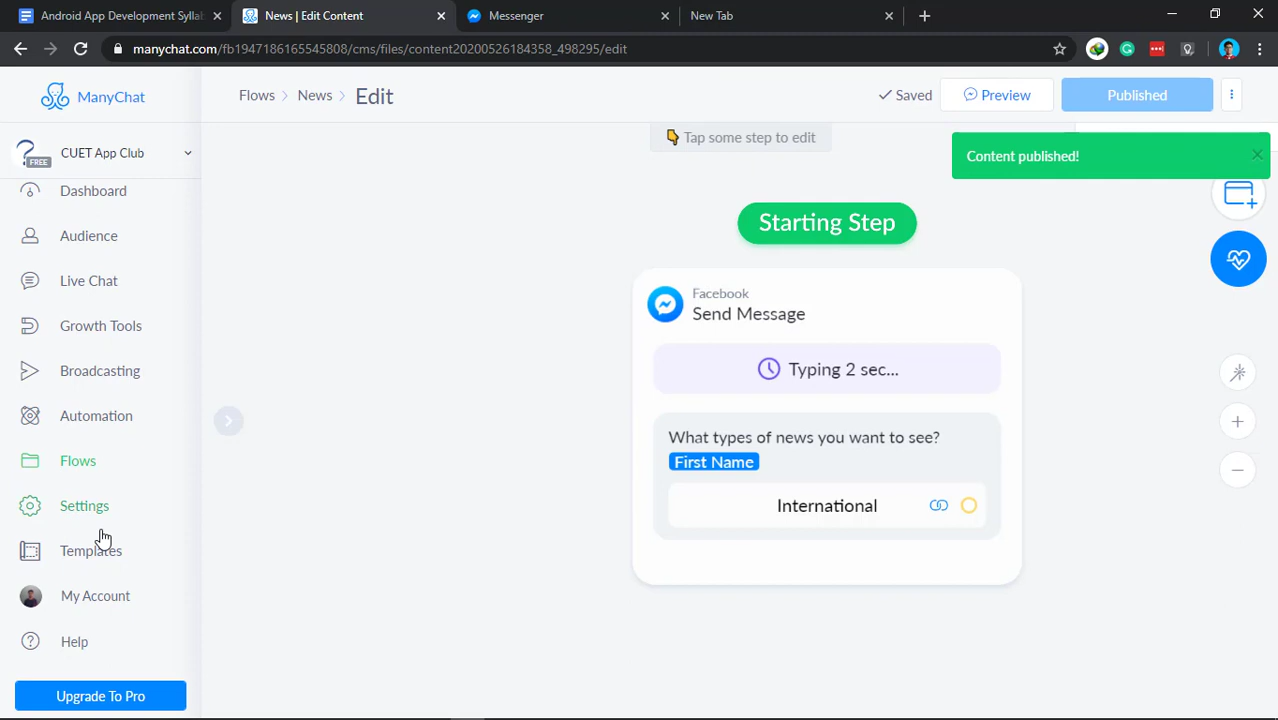 Android App Development Syllab
News | Edit Content
Messenger
New Tab
manychat.com/fb1947186165545808/cms/files/content20200526184358_498295/edit
ManyChat
Flows
News
Edit
Saved
Preview
Published
FREE
CUET App Club
Tap some step to edit
Content published!
Dashboard
Audience
Live Chat
Growth Tools
Broadcasting
Automation
Flows
Settings
Templates
My Account
Help
Upgrade To Pro
Starting Step
Facebook
Send Message
Typing 2 sec...
What types of news you want to see?
First Name
International